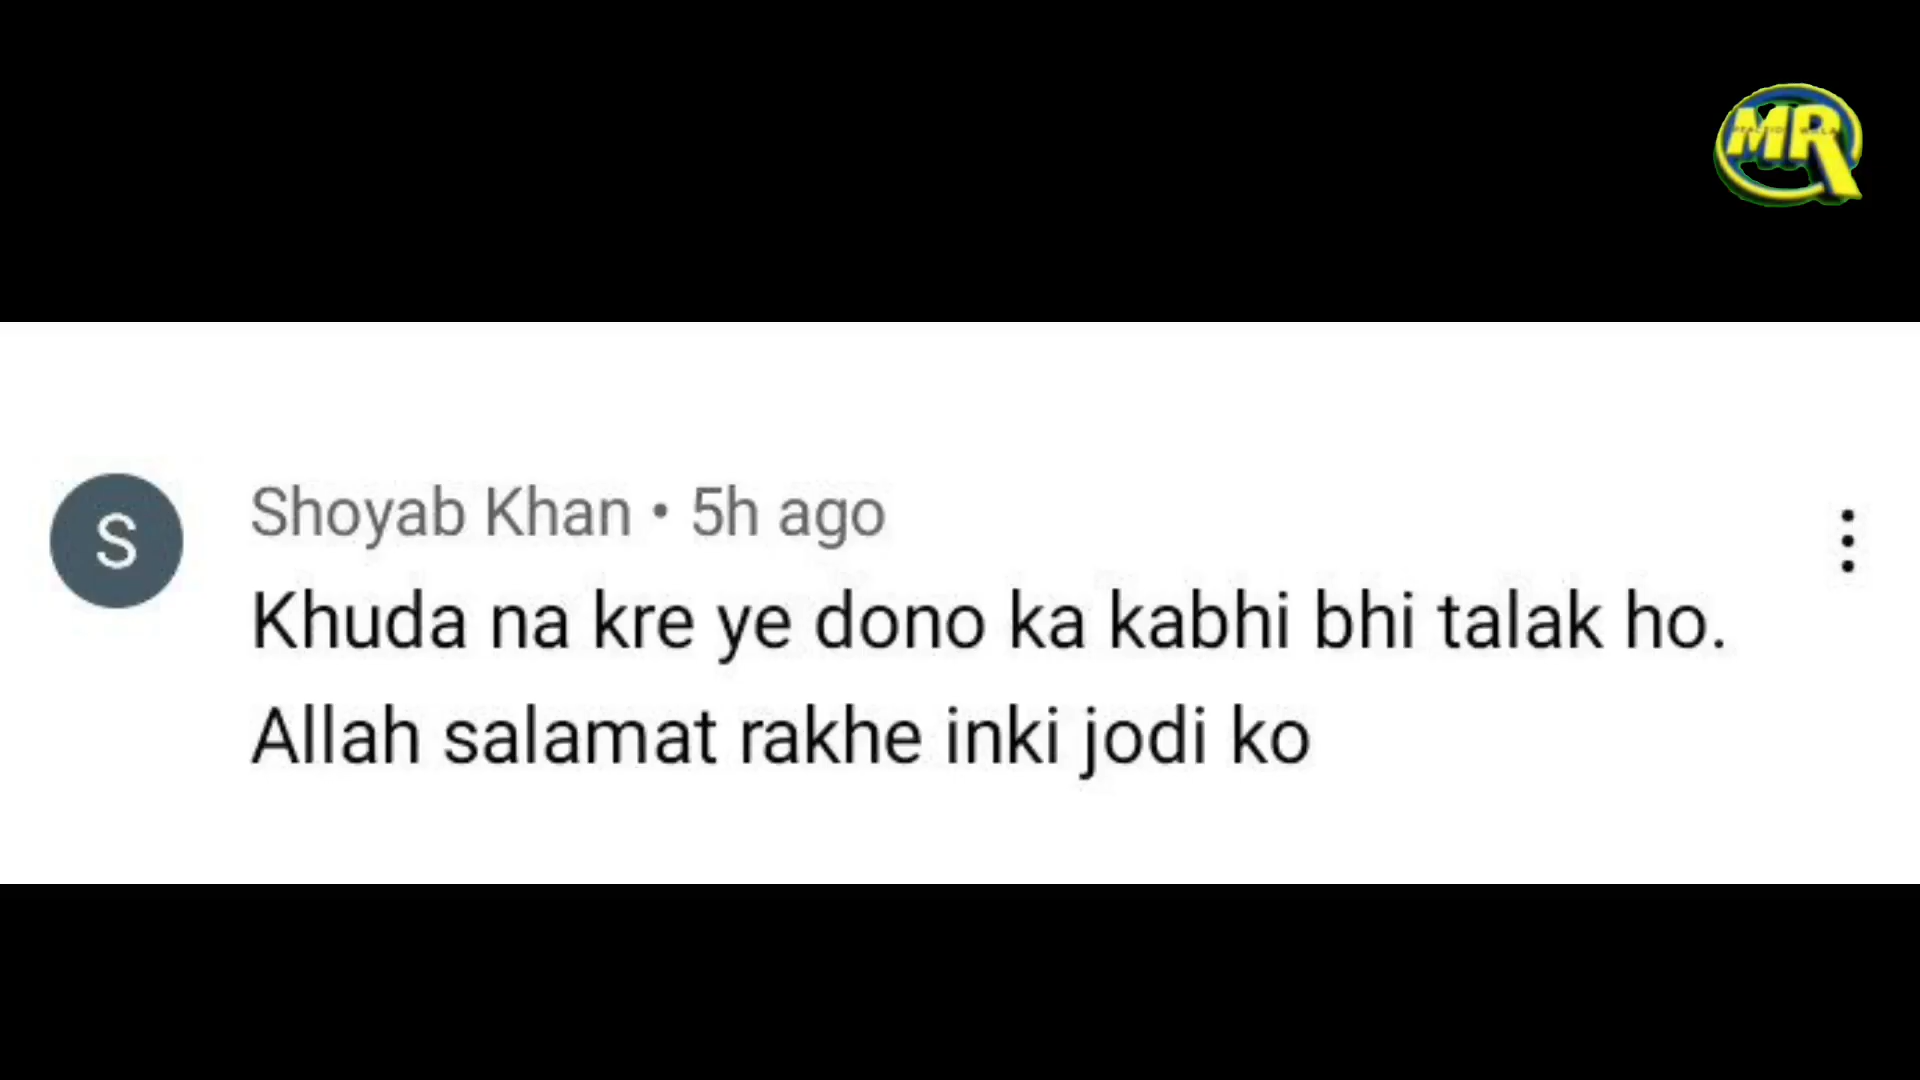 MR
S
Shoyab Khan • 5h ago
Khuda na kre ye dono ka kabhi bhi talak ho.
Allah salamat rakhe inki jodi ko